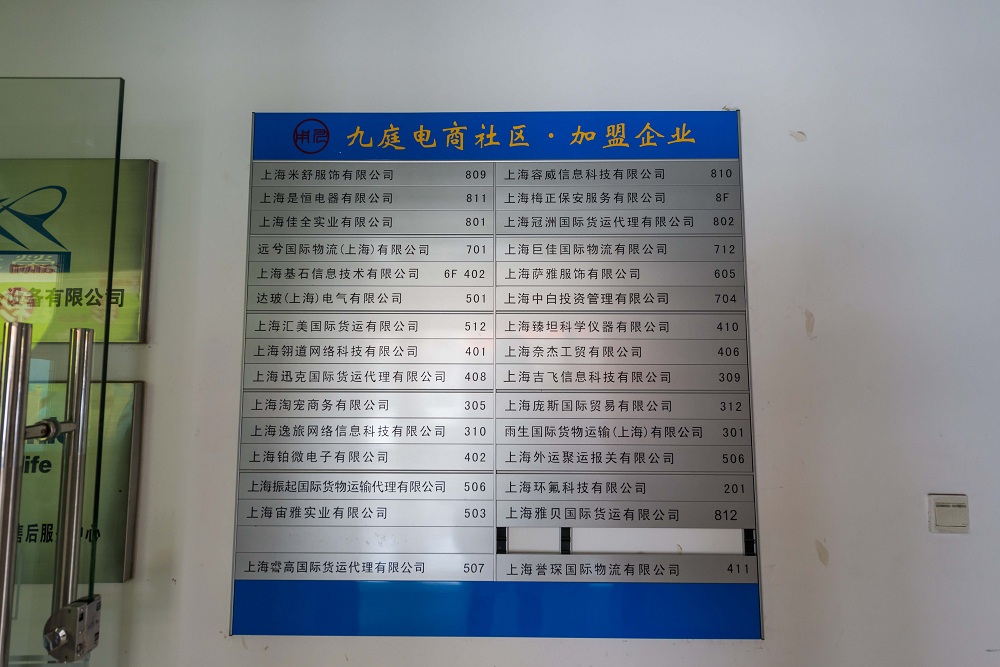 九庭电商社区·加盟企业
上海米舒服饰有限公司 809
上海是恒电器有限公司 811
上海佳全实业有限公司 801
远兮国际物流(上海)有限公司 701
上海基石信息技术有限公司 6F 402
达玻(上海)电气有限公司 501
上海汇美国际货运有限公司 512
上海翎道网络科技有限公司 401
上海迅克国际货运代理有限公司 408
上海淘宠商务有限公司 305
上海逸旅网络信息科技有限公司 310
上海铂微电子有限公司 402
上海振起国际货物运输代理有限公司 506
上海宙雅实业有限公司 503
上海睿高国际货运代理有限公司 507
上海容威信息科技有限公司 810
上海梅正保安服务有限公司 8F
上海冠洲国际货运代理有限公司 802
上海巨佳国际物流有限公司 712
上海萨雅服饰有限公司 605
上海中白投资管理有限公司 704
上海臻坦科学仪器有限公司 410
上海奈杰工贸有限公司 406
上海吉飞信息科技有限公司 309
上海庞斯国际贸易有限公司 312
雨生国际货物运输(上海)有限公司 301
上海外运聚运报关有限公司 506
上海环氟科技有限公司 201
上海雅贝国际货运有限公司 812
上海誉琛国际物流有限公司 411
设备有限公司
ife
售后服务中心